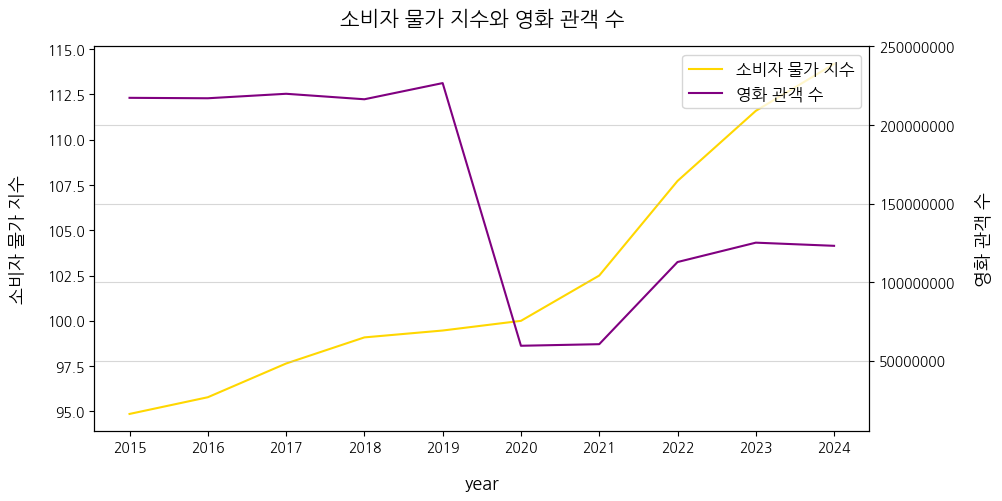 소비자 물가 지수와 영화 관객 수
소비자 물가 지수
영화 관객 수
115.0
112.5
110.0
107.5
105.0
102.5
100.0
97.5
95.0
소비자 물가 지수
250000000
200000000
150000000
100000000
50000000
영화 관객 수
2015 2016 2017 2018 2019 2020 2021 2022 2023 2024
year